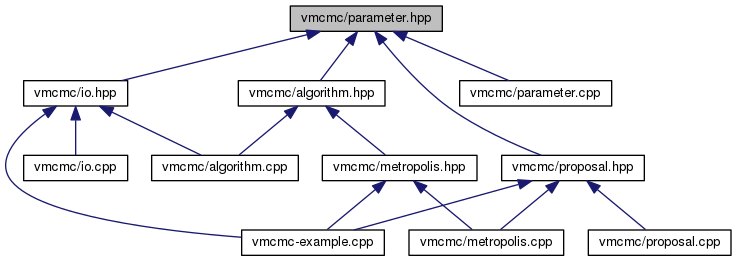 vmcmc/parameter.hpp
vmcmc/io.hpp
vmcmc/algorithm.hpp
vmcmc/parameter.cpp
vmcmc/io.cpp
vmcmc/algorithm.cpp
vmcmc/metropolis.hpp
vmcmc/proposal.hpp
vmcmc-example.cpp
vmcmc/metropolis.cpp
vmcmc/proposal.cpp